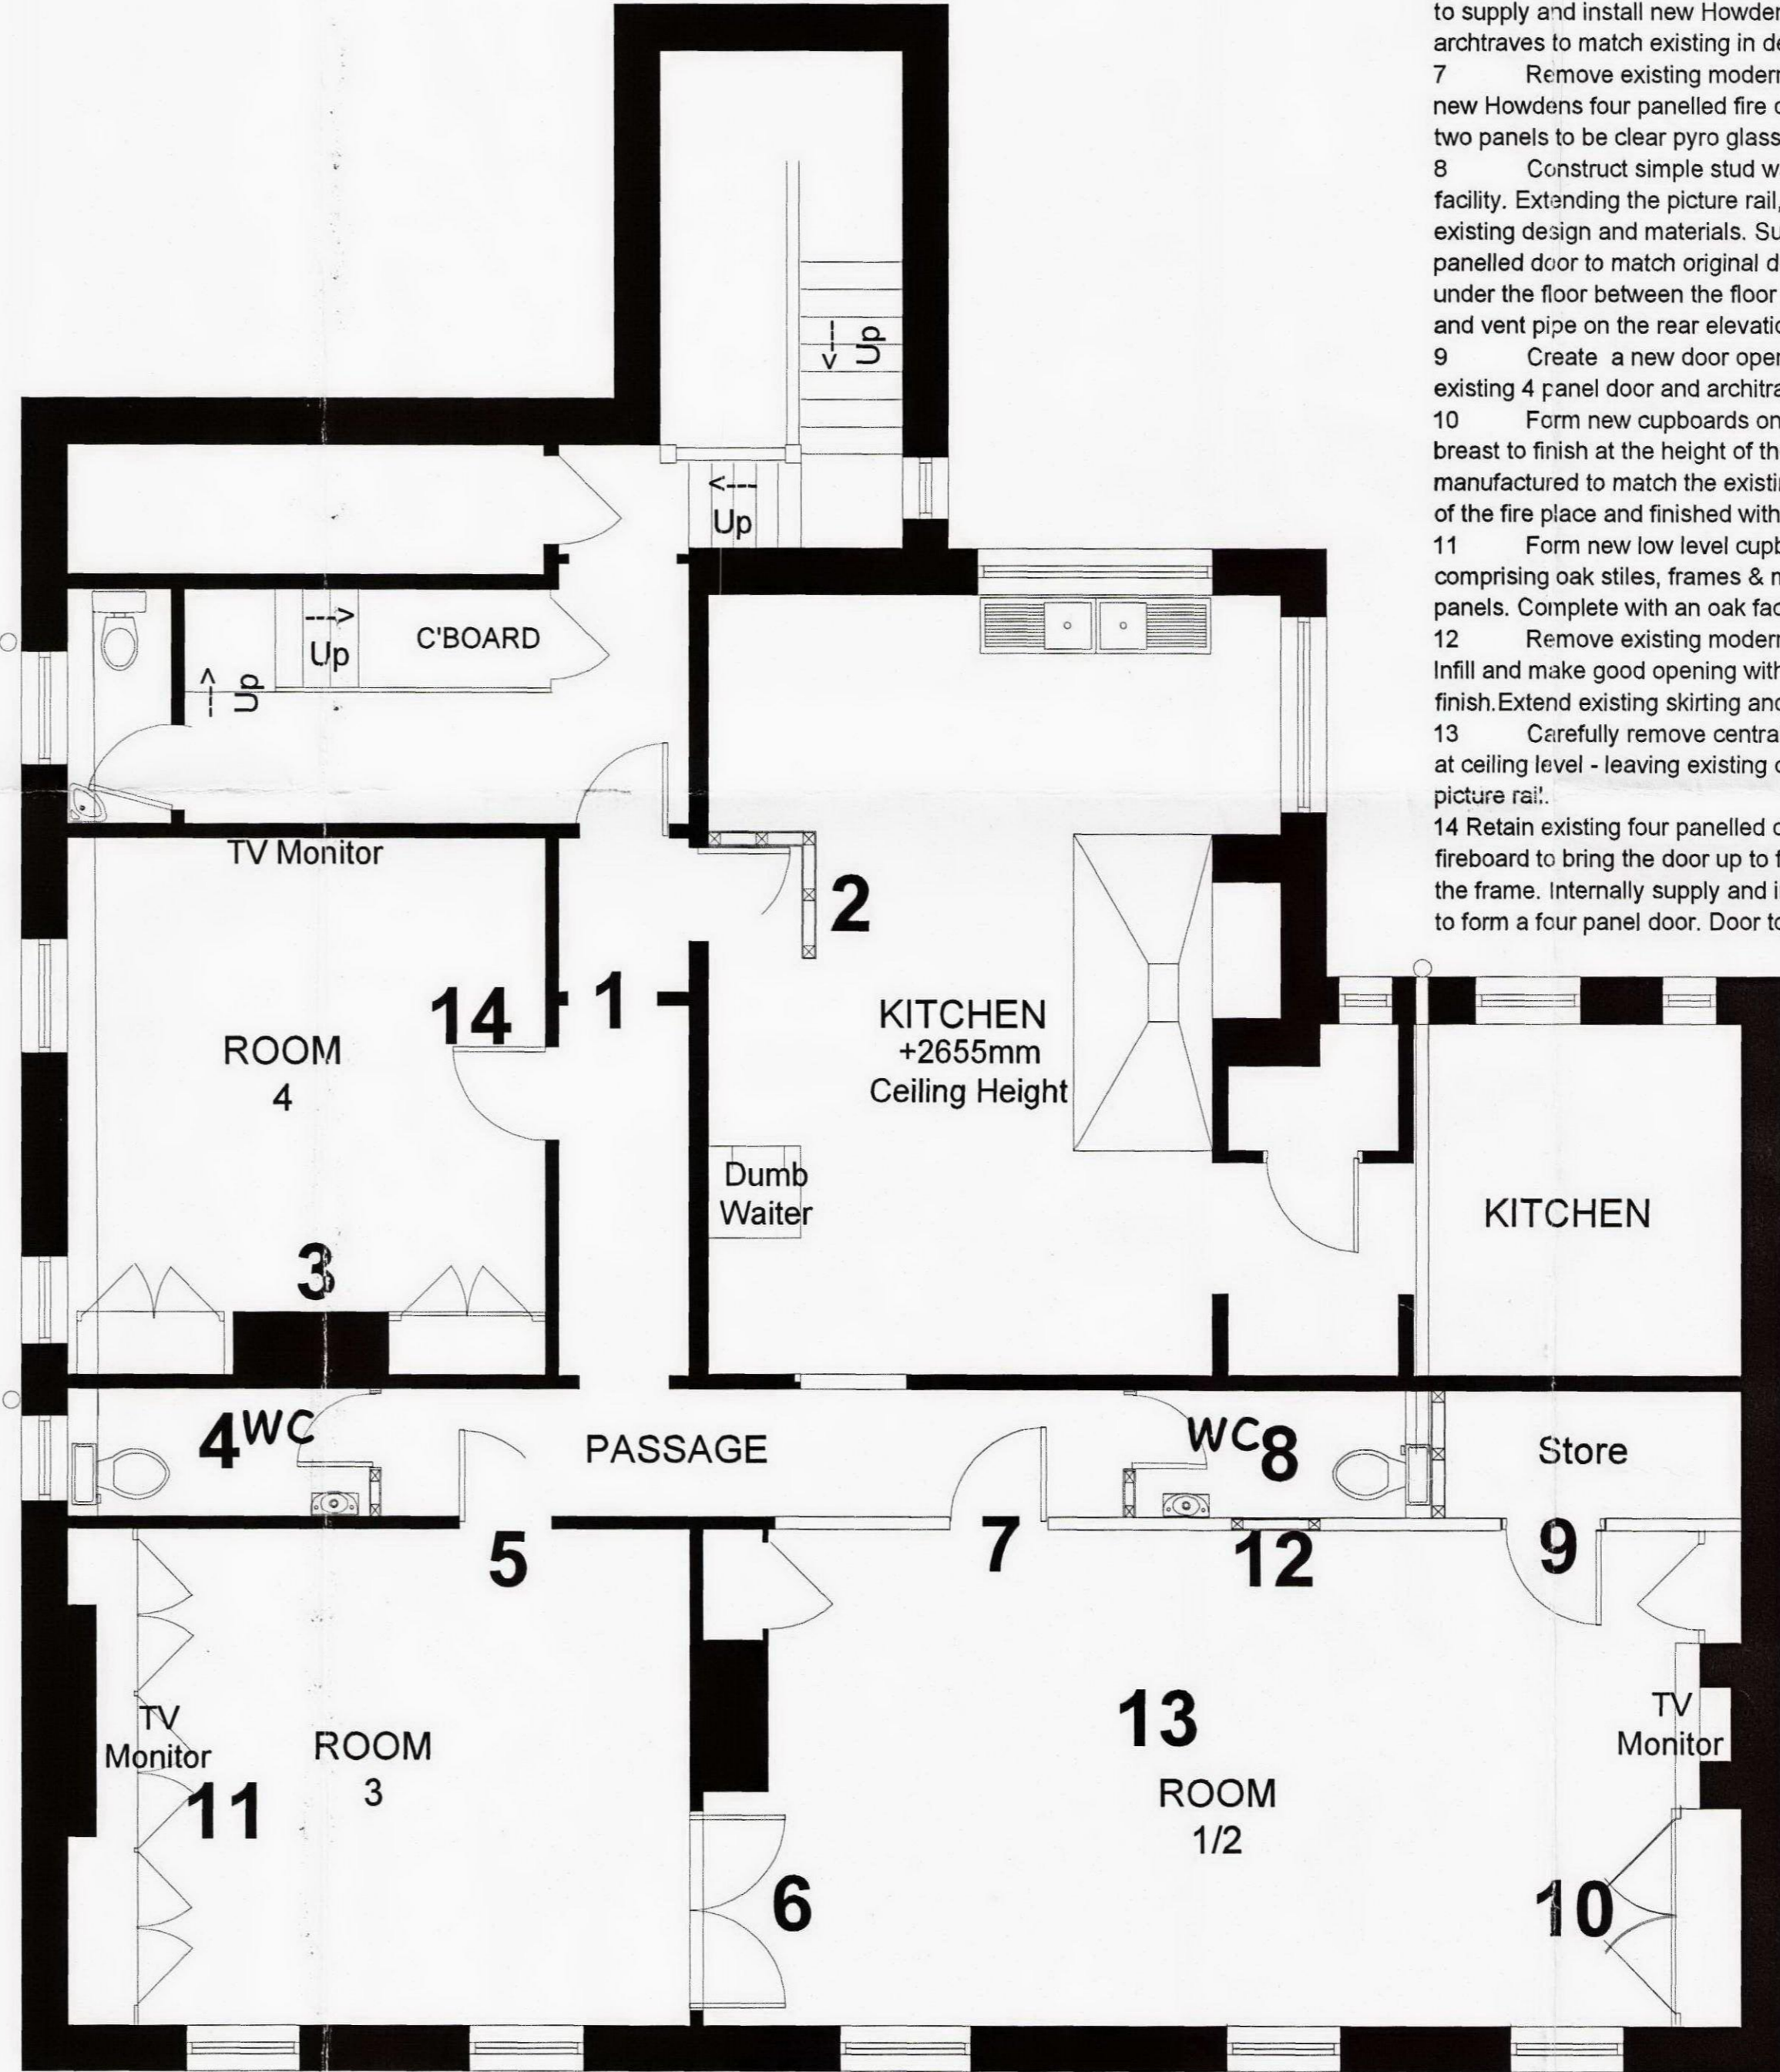 to supply and install new Howden
archtraves to match existing in de
7 Remove existing modern
new Howdens four panelled fire d
two panels to be clear pyro glass
8 Construct simple stud w
facility. Extending the picture rail,
existing design and materials. Su
panelled door to match original d
under the floor between the floor
and vent pipe on the rear elevatio
9 Create a new door oper
existing 4 panel door and architra
10 Form new cupboards on
breast to finish at the height of th
manufactured to match the existin
of the fire place and finished with
11 Form new low level cupb
comprising oak stiles, frames & m
panels. Complete with an oak fac
12 Remove existing modern
Infill and make good opening with
finish.Extend existing skirting and
13 Carefully remove centra
at ceiling level - leaving existing c
picture rail.
14 Retain existing four panelled d
fireboard to bring the door up to f
the frame. Internally supply and i
to form a four panel door. Door to
<---
Up
<---
Up
--->
Up
C'BOARD
--->
Up
TV Monitor
2
14
1
ROOM
4
KITCHEN
+2655mm
Ceiling Height
Dumb
Waiter
KITCHEN
3
4 WC
PASSAGE
WC 8
Store
5
7
12
9
TV
Monitor
ROOM
3
11
13
ROOM
1/2
TV
Monitor
6
10